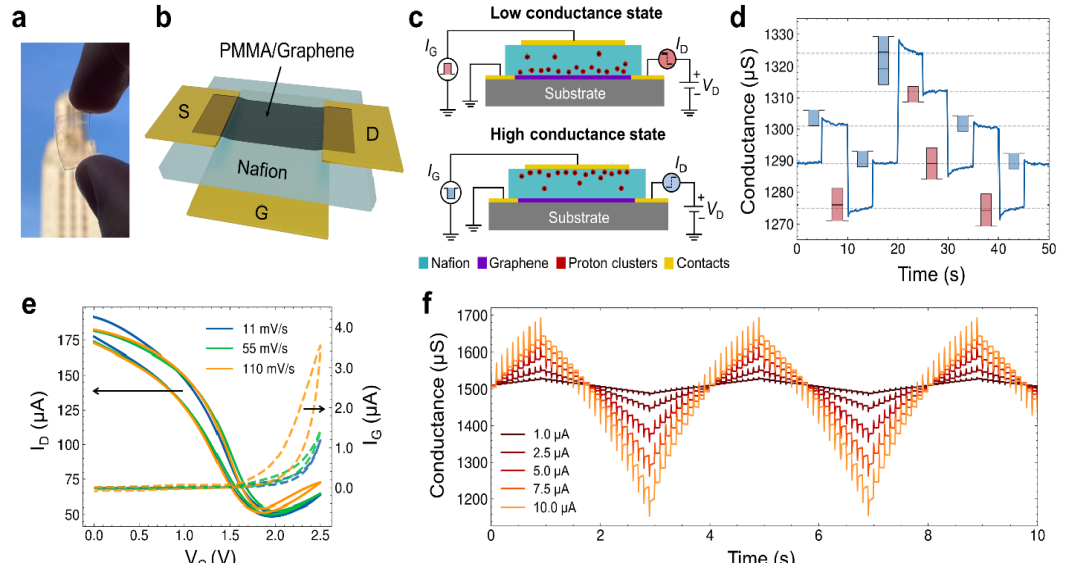 a
b
PMMA/Graphene
S
D
Nafion
G
c
Low conductance state
I_G
I_D
+
V_D
−
Substrate
High conductance state
I_G
I_D
+
V_D
−
Substrate
Nafion Graphene Proton clusters Contacts
d
Conductance (µS)
1330
1320
1310
1300
1290
1280
1270
0 10 20 30 40 50
Time (s)
e
I_D (µA)
175
150
125
100
75
50
11 mV/s
55 mV/s
110 mV/s
4.0
3.0
2.0
1.0
0.0
I_G (µA)
0.0 0.5 1.0 1.5 2.0 2.5
V_G (V)
f
Conductance (µS)
1700
1600
1500
1400
1300
1200
1.0 µA
2.5 µA
5.0 µA
7.5 µA
10.0 µA
0 2 4 6 8 10
Time (s)